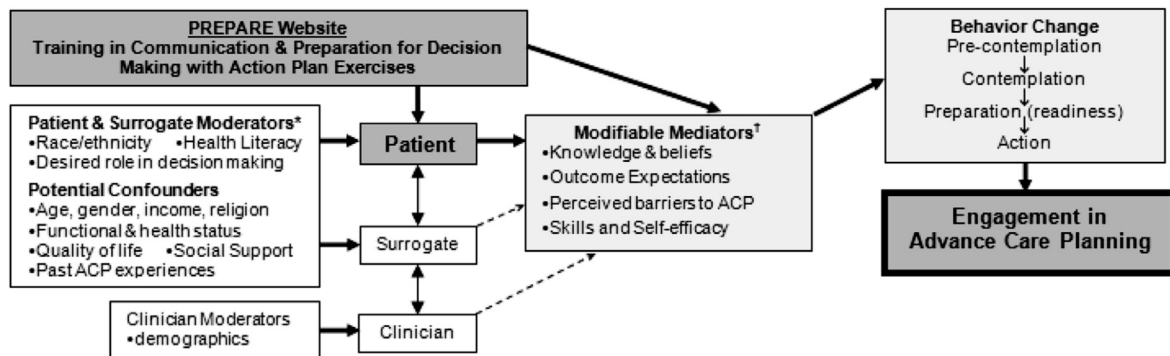 PREPARE Website
Training in Communication & Preparation for Decision
Making with Action Plan Exercises
Patient & Surrogate Moderators*
•Race/ethnicity •Health Literacy
•Desired role in decision making
Potential Confounders
•Age, gender, income, religion
•Functional & health status
•Quality of life •Social Support
•Past ACP experiences
Clinician Moderators
•demographics
Patient
Surrogate
Clinician
Modifiable Mediators†
•Knowledge & beliefs
•Outcome Expectations
•Perceived barriers to ACP
•Skills and Self-efficacy
Behavior Change
Pre-contemplation
Contemplation
Preparation (readiness)
Action
Engagement in
Advance Care Planning